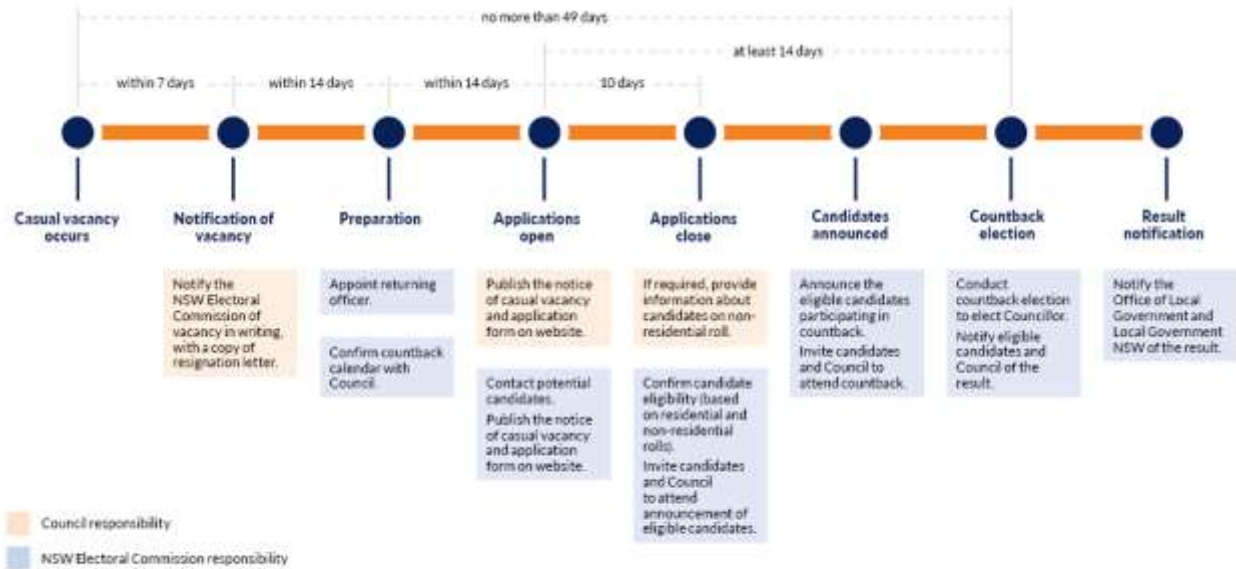 no more than 49 days
at least 14 days
within 7 days
within 14 days
within 14 days
10 days
Casual vacancy
occurs
Notification of
vacancy
Preparation
Applications
open
Applications
close
Candidates
announced
Countback
election
Result
notification
Notify the
NSW Electoral
Commission of
vacancy in writing,
with a copy of
resignation letter.
Appoint returning
officer.
Confirm countback
calendar with
Council.
Publish the notice
of casual vacancy
and application
form on website.
Contact potential
candidates.
Publish the notice
of casual vacancy
and application
form on website.
If required, provide
information about
candidates on non-
residential roll.
Confirm candidate
eligibility (based
on residential and
non-residential
rolls).
Invite candidates
and Council
to attend
announcement of
eligible candidates.
Announce the
eligible candidates
participating in
countback.
Invite candidates
and Council to
attend countback.
Conduct
countback election
to elect Councillor.
Notify eligible
candidates and
Council of the
result.
Notify the
Office of Local
Government and
Local Government
NSW of the result.
Council responsibility
NSW Electoral Commission responsibility